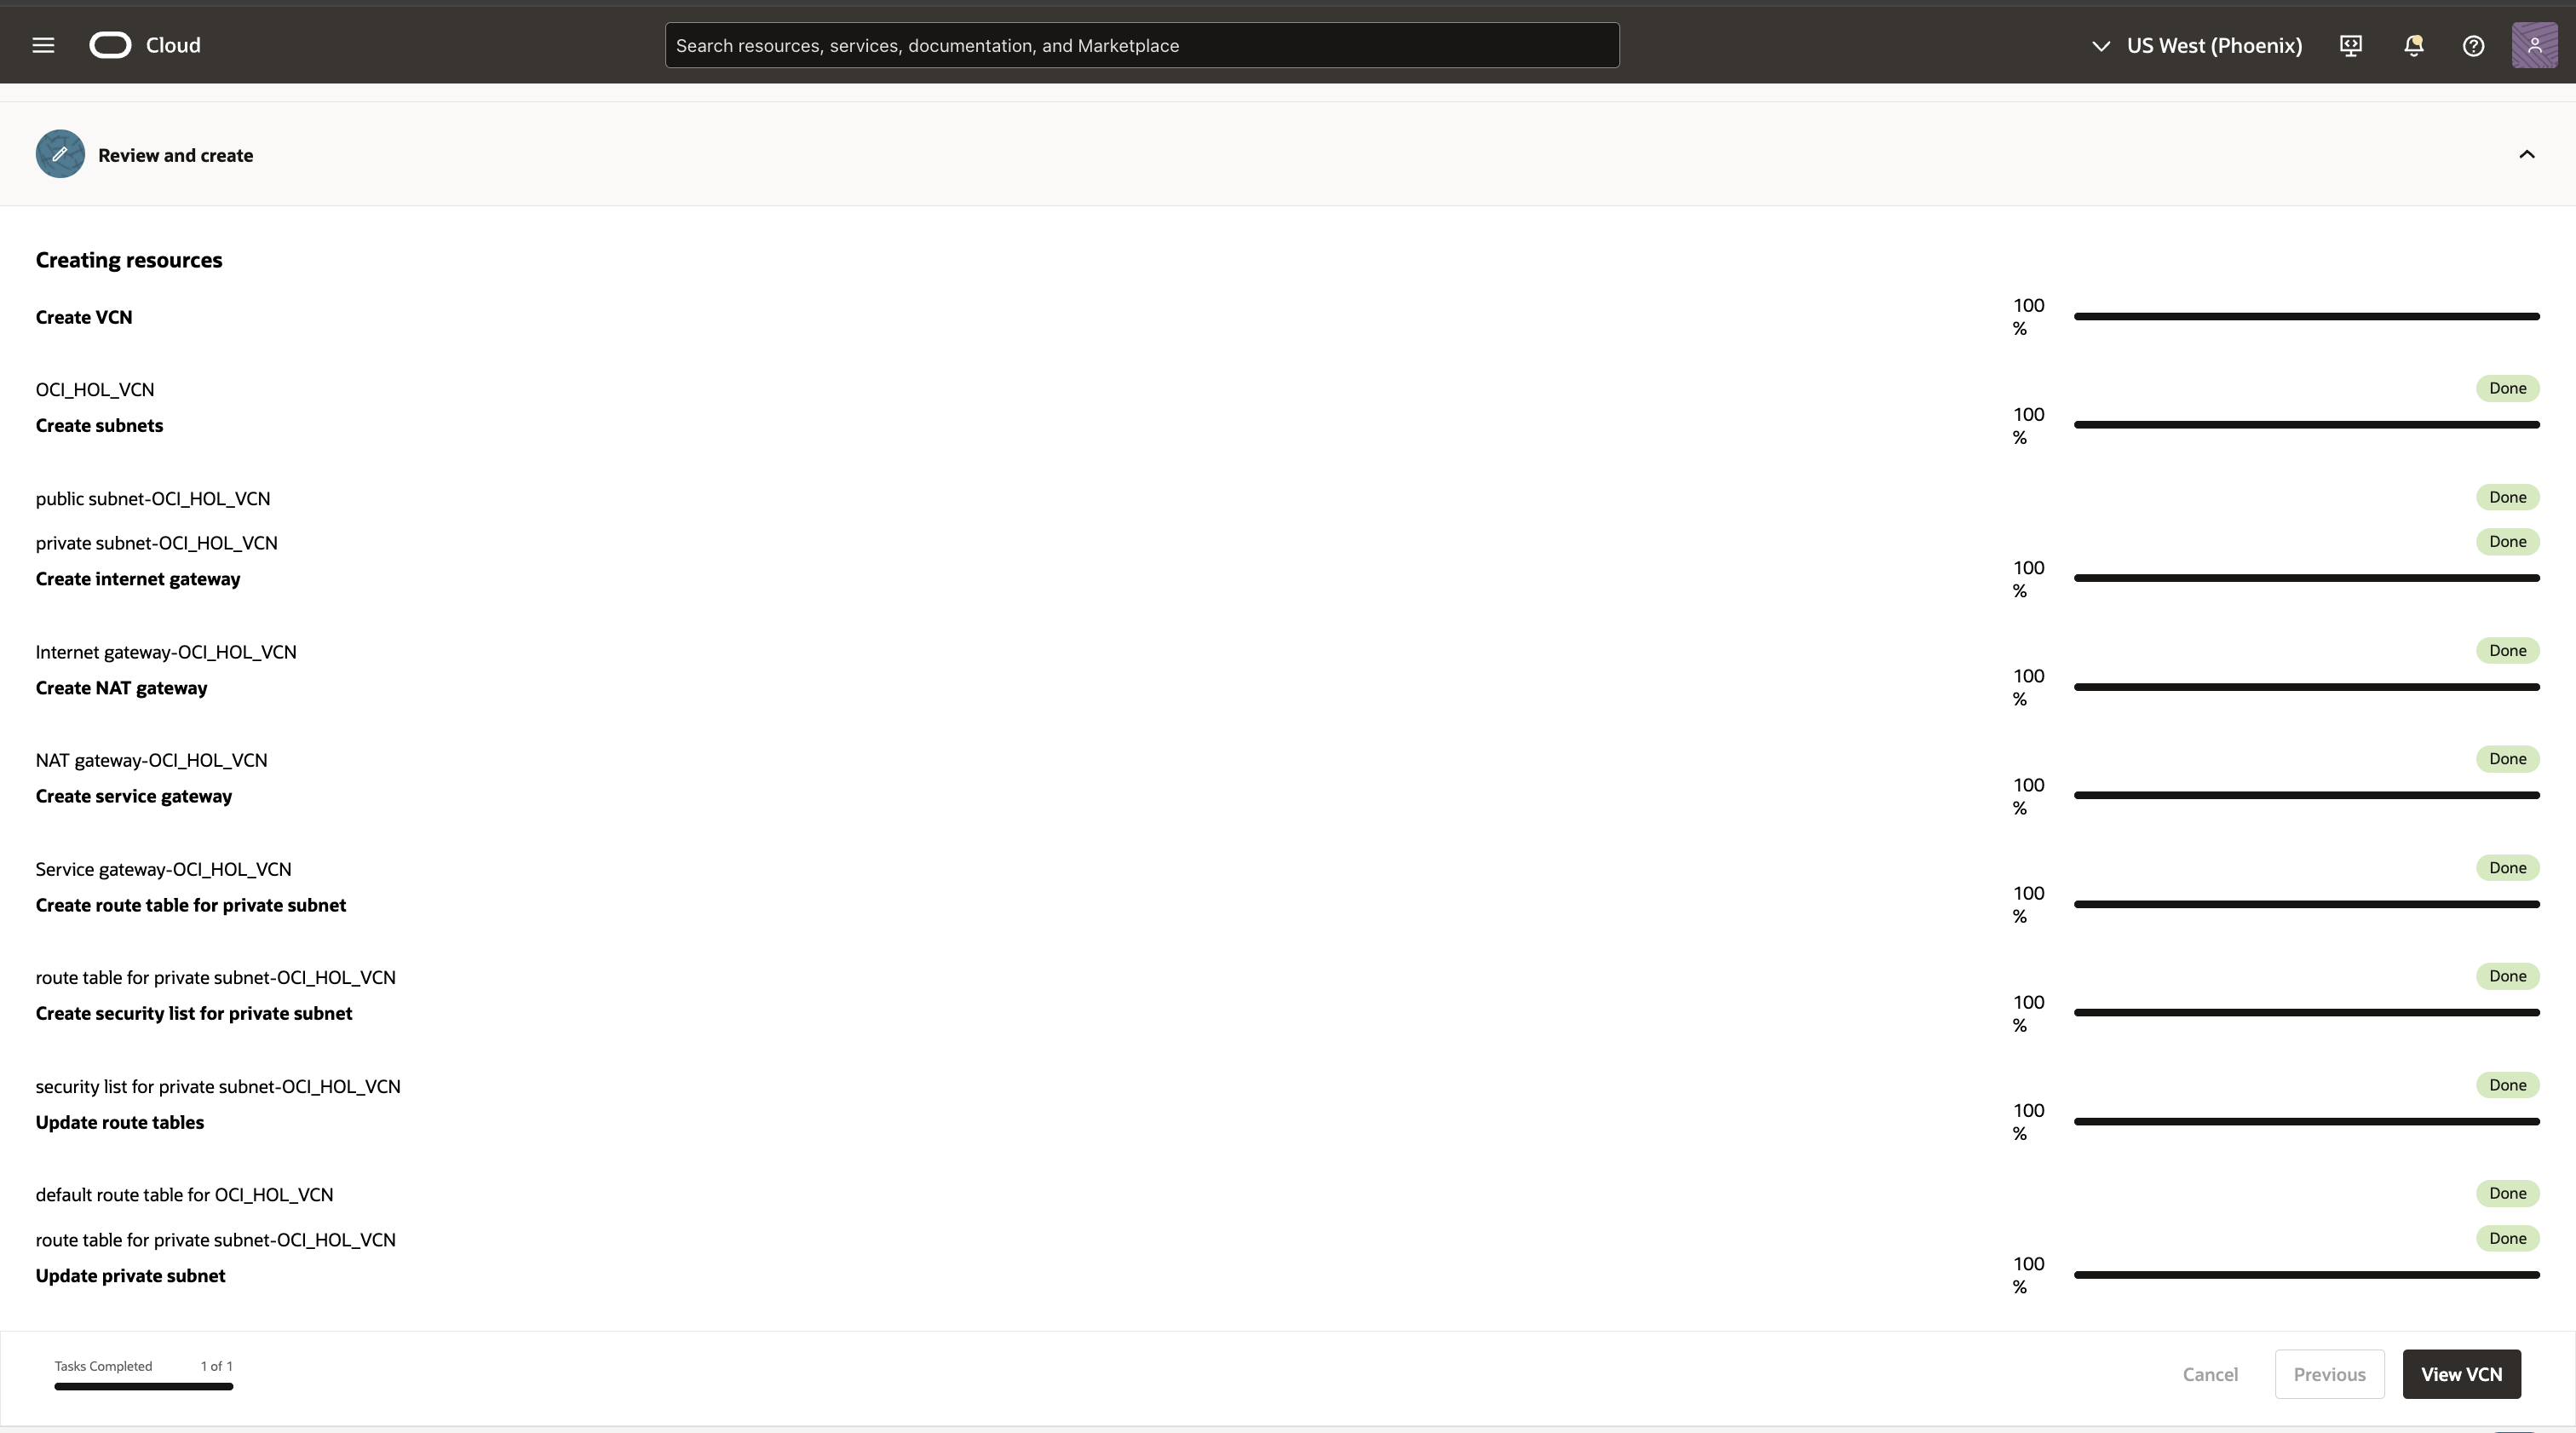 Cloud
Search resources, services, documentation, and Marketplace
US West (Phoenix)
Review and create
Creating resources
Create VCN
100
%
OCI_HOL_VCN
Done
Create subnets
100
%
public subnet-OCI_HOL_VCN
Done
private subnet-OCI_HOL_VCN
Done
Create internet gateway
100
%
Internet gateway-OCI_HOL_VCN
Done
Create NAT gateway
100
%
NAT gateway-OCI_HOL_VCN
Done
Create service gateway
100
%
Service gateway-OCI_HOL_VCN
Done
Create route table for private subnet
100
%
route table for private subnet-OCI_HOL_VCN
Done
Create security list for private subnet
100
%
security list for private subnet-OCI_HOL_VCN
Done
Update route tables
100
%
default route table for OCI_HOL_VCN
Done
route table for private subnet-OCI_HOL_VCN
Done
Update private subnet
100
%
Tasks Completed 1 of 1
Cancel
Previous
View VCN